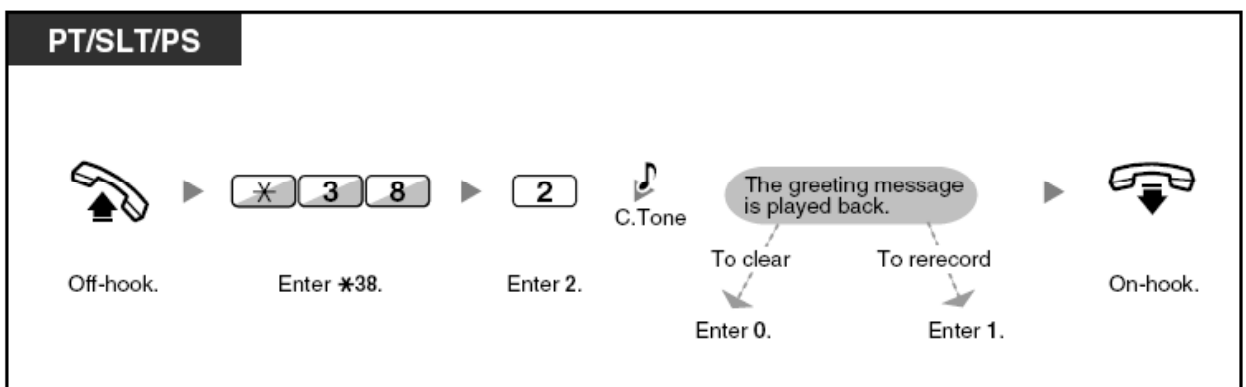 PT/SLT/PS
Off-hook.
✳ 3 8
Enter ✳38.
2
Enter 2.
C.Tone
The greeting message
is played back.
To clear
Enter 0.
To rerecord
Enter 1.
On-hook.